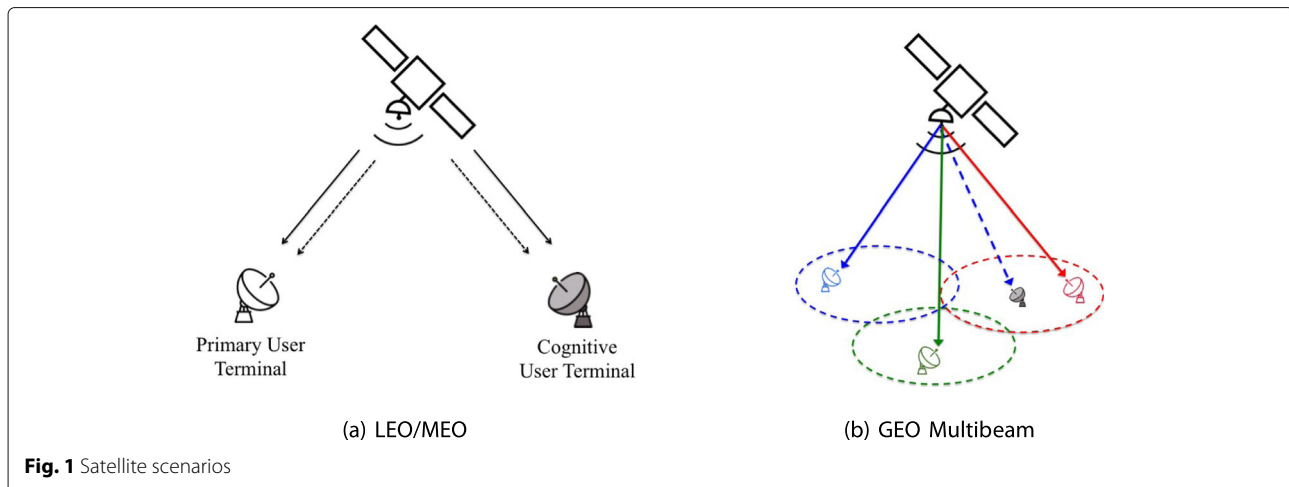 Primary User
Terminal
Cognitive
User Terminal
(a) LEO/MEO
(b) GEO Multibeam
Fig. 1 Satellite scenarios